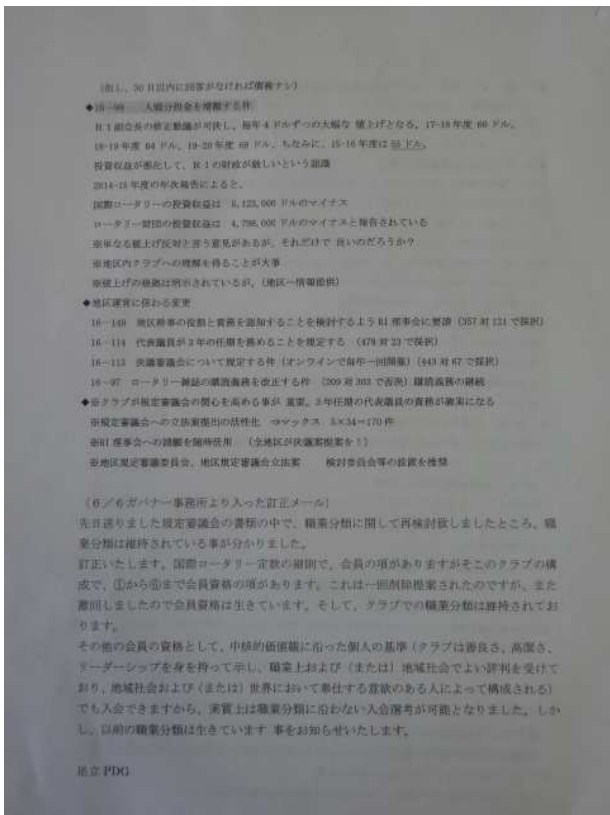 (但し、30日以内に回答がなければ債務ナシ)
◆16-99 人頭分担金を増額する件
RI副会長の修正動議が可決し、毎年4ドルずつの大幅な 値上げとなる。17-18年度 60ドル、
18-19年度 64ドル、19-20年度 68ドル、ちなみに、15-16年度は 55ドル。
投資収益が悪化して、RIの財政が厳しいという認識
2014-15年度の年次報告によると、
国際ロータリーの投資収益は 5,123,000ドルのマイナス
ロータリー財団の投資収益は 4,798,000ドルのマイナスと報告されている
※単なる値上げ反対と言う意見があるが、それだけで 良いのだろうか?
※地区内クラブへの理解を得ることが大事
※値上げの根拠は明示されているが、(地区へ情報提供)
◆地区運営に係わる変更
16-140 地区幹事の役割と責務を認知することを検討するようRI理事会に要請(357対121で採択)
16-114 代表議員が3年の任期を務めることを規定する(478対23で採択)
16-113 決議審議会について規定する件(オンラインで毎年一回開催)(443対67で採択)
16-97 ロータリー雑誌の購読義務を改正する件(209対303で否決)購読義務の継続
◆※クラブが規定審議会の関心を高める事が 重要。3年任期の代表議員の責務が確実になる
※規定審議会への立法案提出の活性化 ⇒マックス 5×34=170件
※RI理事会への請願を随時活用 (全地区が決議案提案を!)
※地区規定審議委員会、地区規定審議会立法案 検討委員会等の設置を推奨
(6/6ガバナー事務所より入った訂正メール)
先日送りました規定審議会の書類の中で、職業分類に関して再検討致しましたところ、職
業分類は維持されている事が分かりました。
訂正いたします。国際ロータリー定款の細則で、会員の項がありますがそこのクラブの構
成で、①から⑥まで会員資格の項があります。これは一回削除提案されたのですが、また
撤回しましたので会員資格は生きています。そして、クラブでの職業分類は維持されてお
ります。
その他の会員の資格として、中核的価値観に沿った個人の基準(クラブは善良さ、高潔さ、
リーダーシップを身を持って示し、職業上および(または)地域社会でよい評判を受けて
おり、地域社会および(または)世界において奉仕する意欲のある人によって構成される)
でも入会できますから、実質上は職業分類に沿わない入会選考が可能となりました。しか
し、以前の職業分類は生きています 事をお知らせいたします。
足立 PDG